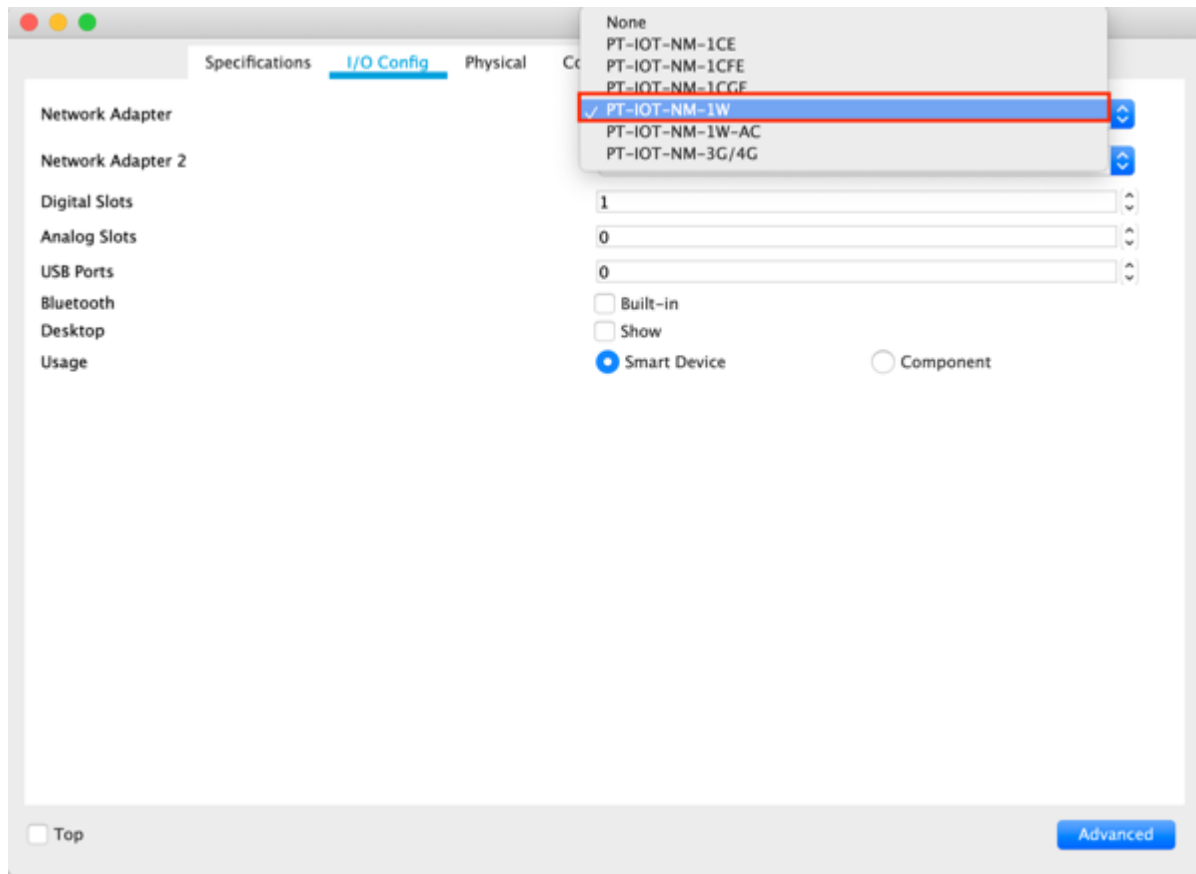 None
PT-IOT-NM-1CE
Specifications I/O Config Physical
PT-IOT-NM-1CFE
PT-IOT-NM-1CGE
Network Adapter ✓ PT-IOT-NM-1W
PT-IOT-NM-1W-AC
Network Adapter 2 PT-IOT-NM-3G/4G
Digital Slots 1
Analog Slots 0
USB Ports 0
Bluetooth Built-in
Desktop Show
Usage Smart Device Component
Top Advanced